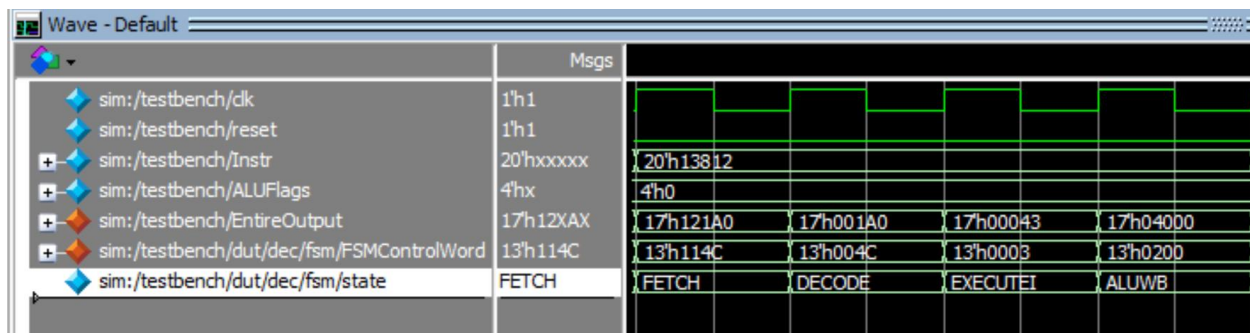 Wave - Default
Msgs
sim:/testbench/clk 1'h1
sim:/testbench/reset 1'h1
sim:/testbench/Instr 20'hxxxxx 20'h13812
sim:/testbench/ALUFlags 4'hx 4'h0
sim:/testbench/EntireOutput 17'h12XAX 17'h121A0 17'h001A0 17'h00043 17'h04000
sim:/testbench/dut/dec/fsm/FSMControlWord 13'h114C 13'h114C 13'h004C 13'h0003 13'h0200
sim:/testbench/dut/dec/fsm/state FETCH FETCH DECODE EXECUTEI ALUWB